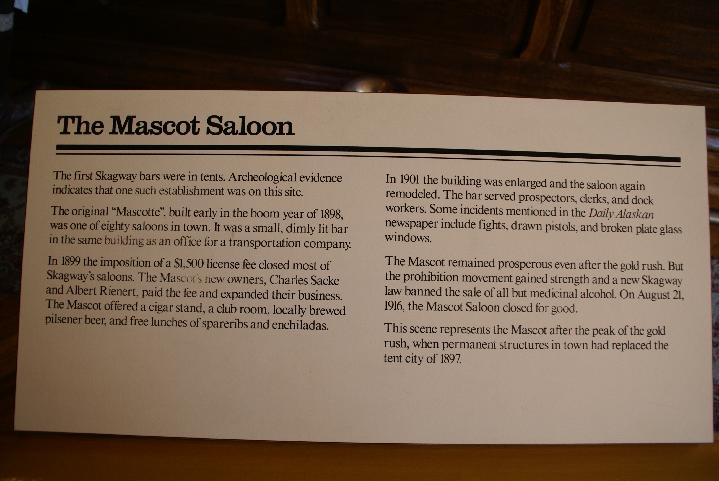 The Mascot Saloon
The first Skagway bars were in tents. Archeological evidence
indicates that one such establishment was on this site.
The original "Mascotte", built early in the boom year of 1898,
was one of eighty saloons in town. It was a small, dimly lit bar
in the same building as an office for a transportation company.
In 1899 the imposition of a $1,500 license fee closed most of
Skagway's saloons. The Mascot's new owners, Charles Sacke
and Albert Rienert, paid the fee and expanded their business.
The Mascot offered a cigar stand, a club room, locally brewed
pilsener beer, and free lunches of spareribs and enchiladas.
In 1901 the building was enlarged and the saloon again
remodeled. The bar served prospectors, clerks, and dock
workers. Some incidents mentioned in the Daily Alaskan
newspaper include fights, drawn pistols, and broken plate glass
windows.
The Mascot remained prosperous even after the gold rush. But
the prohibition movement gained strength and a new Skagway
law banned the sale of all but medicinal alcohol. On August 21,
1916, the Mascot Saloon closed for good.
This scene represents the Mascot after the peak of the gold
rush, when permanent structures in town had replaced the
tent city of 1897.